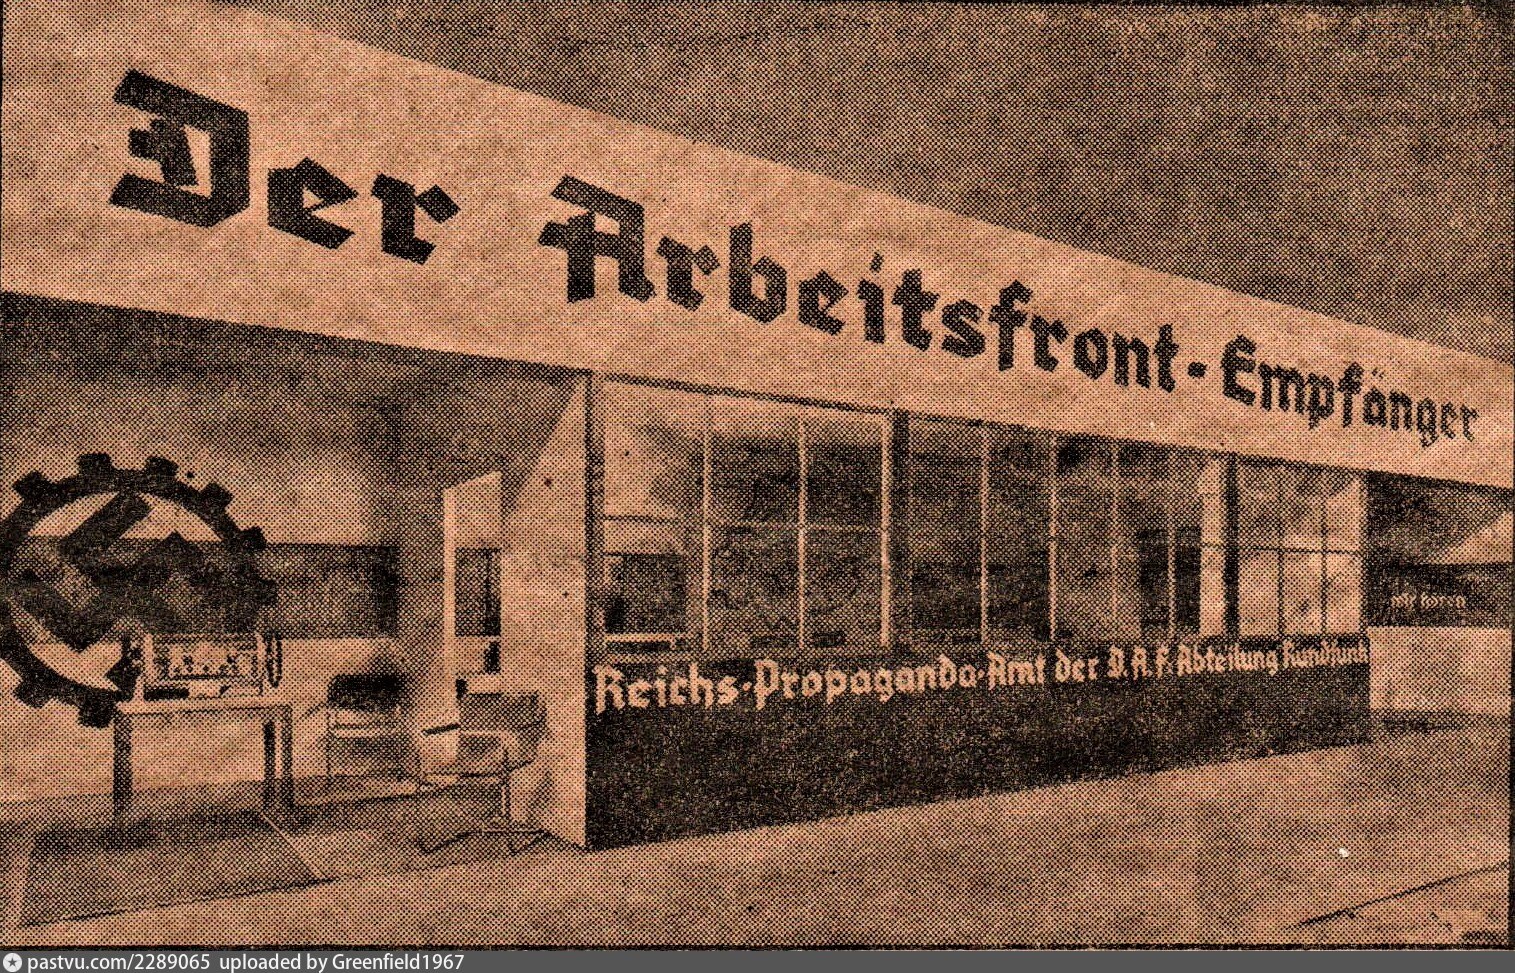 Der Arbeitsfront-Empfänger
Reichs-Propaganda-Amt der D.A.F. Abteilung Rundfunk
pastvu.com/2289065 uploaded by Greenfield1967